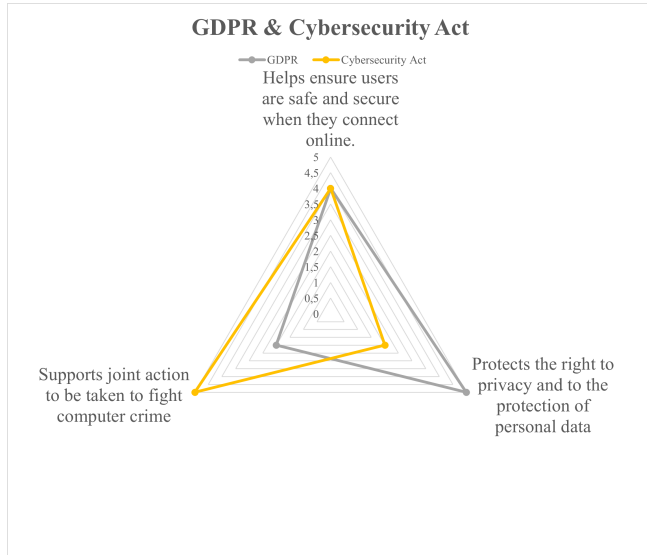 GDPR & Cybersecurity Act
GDPR
Cybersecurity Act
Helps ensure users
are safe and secure
when they connect
online.
5
4,5
4
3,5
3
2,5
2
1,5
1
0,5
0
Supports joint action
to be taken to fight
computer crime
Protects the right to
privacy and to the
protection of
personal data